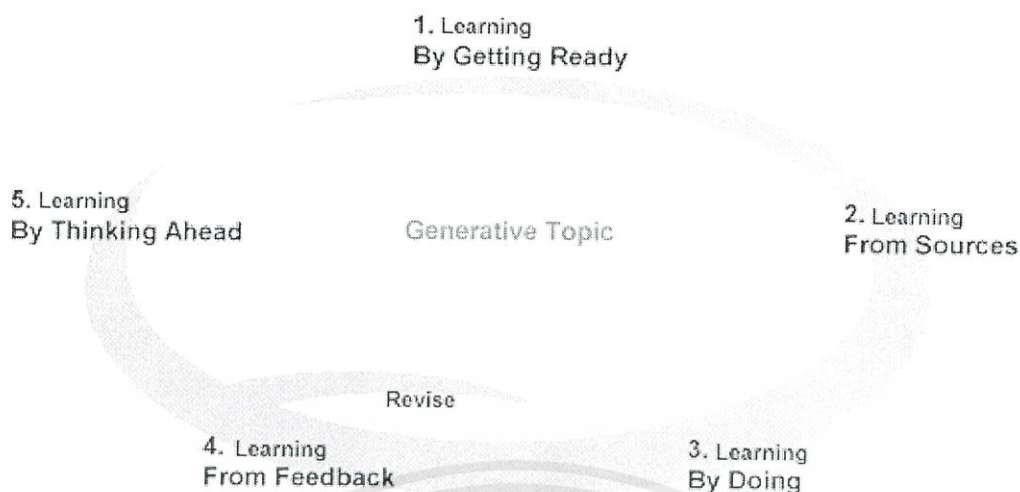 1. Learning
By Getting Ready
5. Learning
By Thinking Ahead
Generative Topic
2. Learning
From Sources
Revise
4. Learning
From Feedback
3. Learning
By Doing